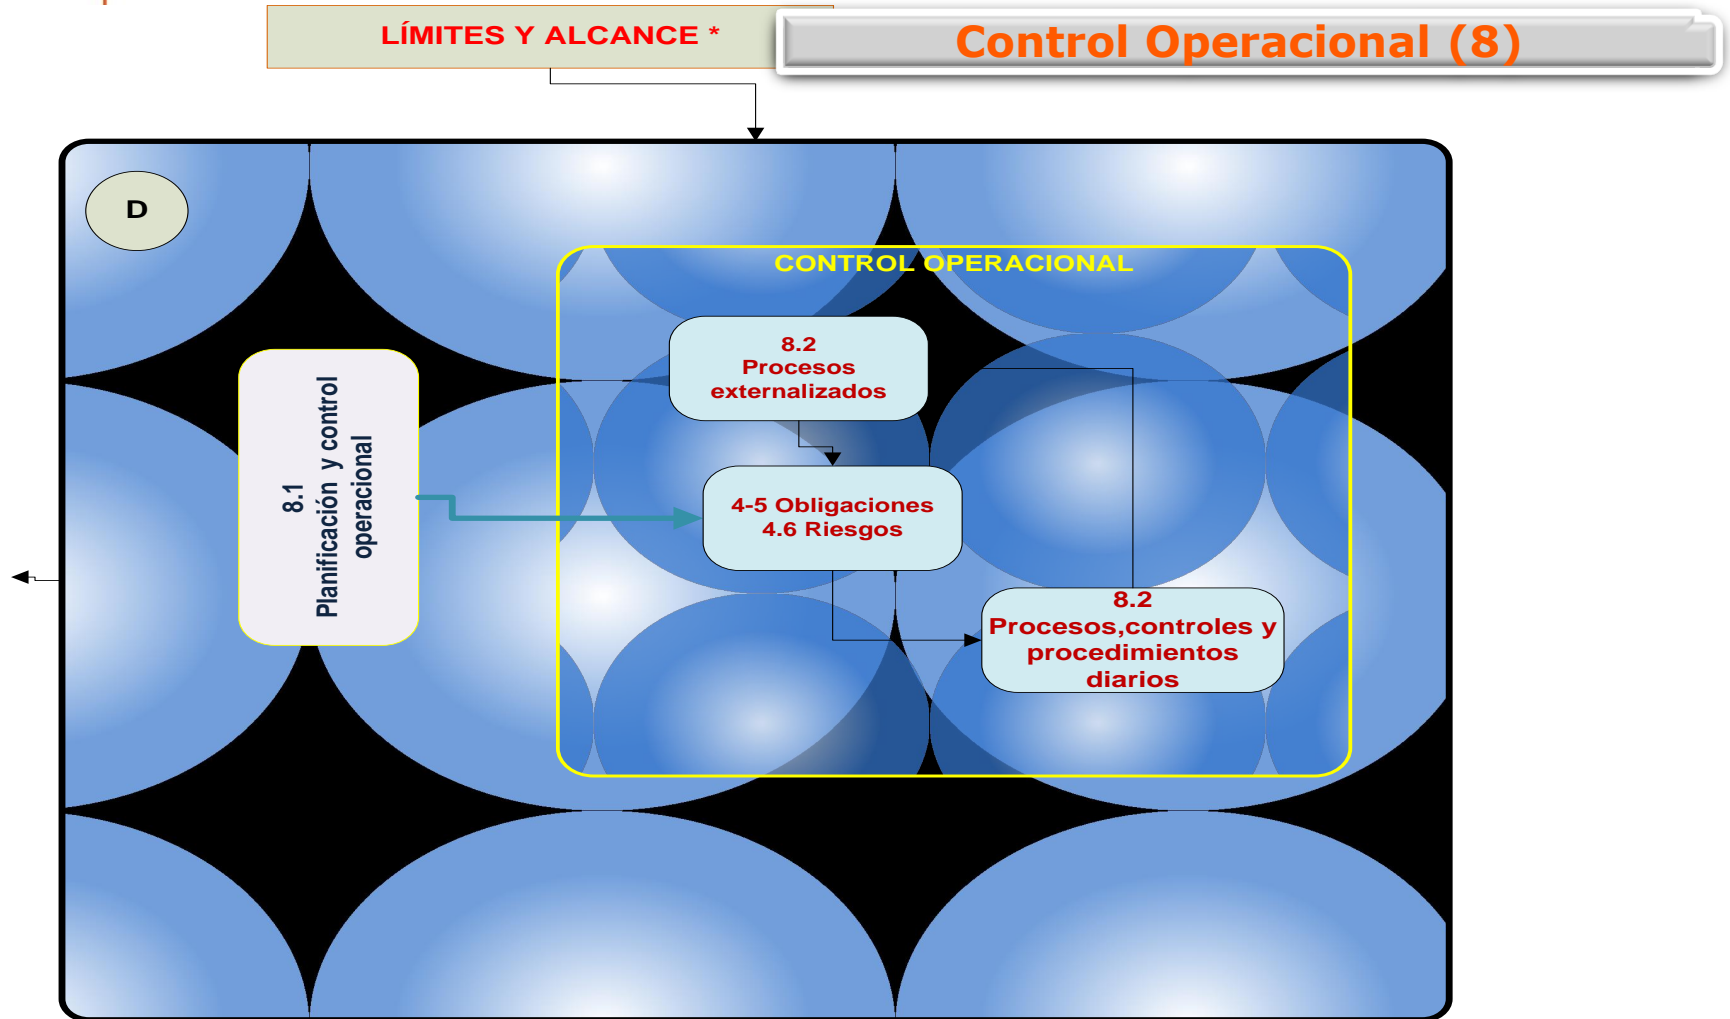 LÍMITES Y ALCANCE *
Control Operacional (8)
D
CONTROL OPERACIONAL
8.2
Procesos
externalizados
8.1
Planificación y control
operacional
4-5 Obligaciones
4.6 Riesgos
8.2
Procesos,controles y
procedimientos
diarios